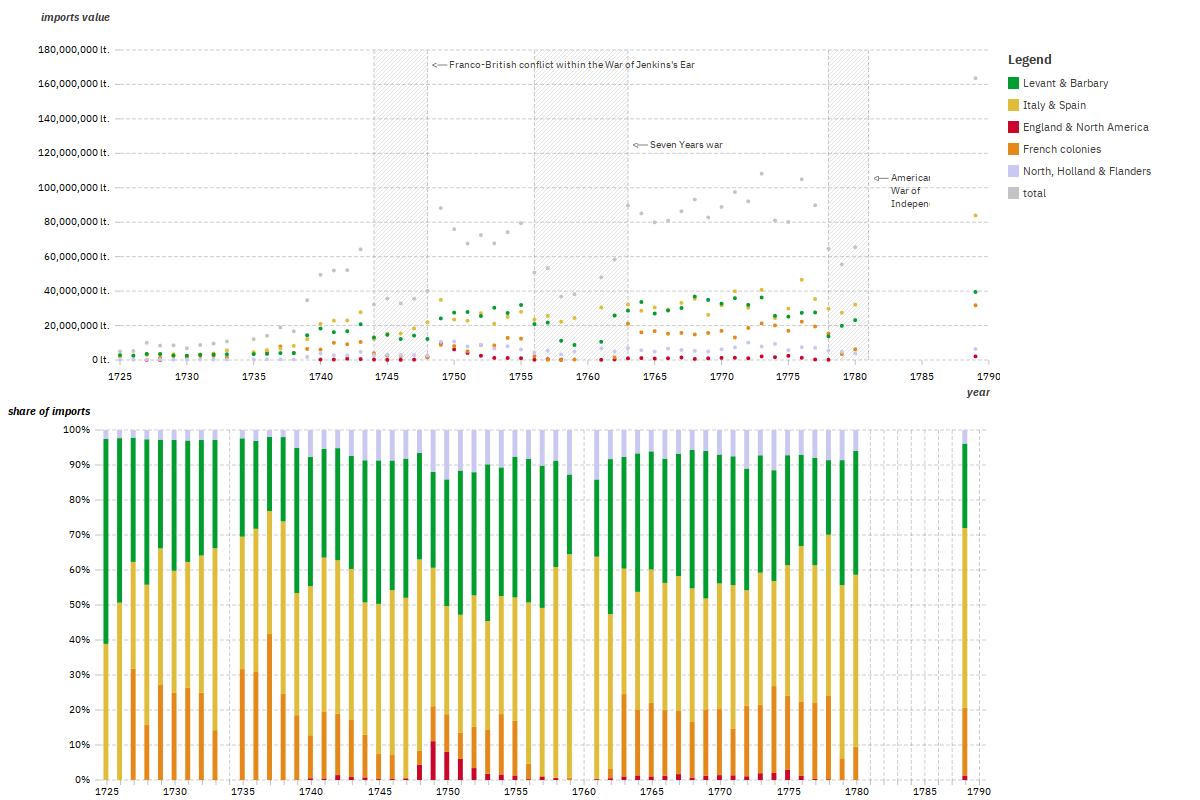 imports value
180,000,000 lt.
160,000,000 lt.
140,000,000 lt.
120,000,000 lt.
100,000,000 lt.
80,000,000 lt.
60,000,000 lt.
40,000,000 lt.
20,000,000 lt.
0 lt.
Franco-British conflict within the War of Jenkins's Ear
Seven Years war
American
War of
Indepen
1725 1730 1735 1740 1745 1750 1755 1760 1765 1770 1775 1780 1785 1790
year
Legend
Levant & Barbary
Italy & Spain
England & North America
French colonies
North, Holland & Flanders
total
share of imports
100%
90%
80%
70%
60%
50%
40%
30%
20%
10%
0%
1725 1730 1735 1740 1745 1750 1755 1760 1765 1770 1775 1780 1785 1790